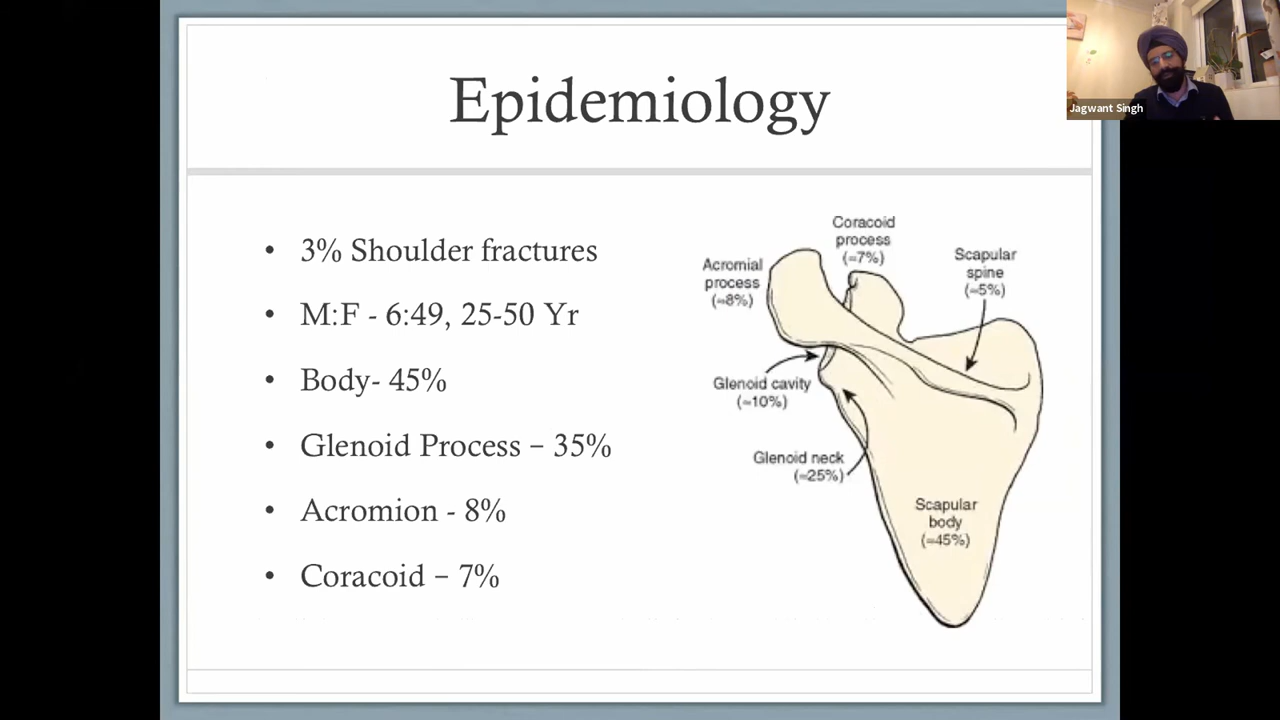 Epidemiology
Jagwant Singh
• 3% Shoulder fractures
• M:F - 6:49, 25-50 Yr
• Body- 45%
• Glenoid Process – 35%
• Acromion - 8%
• Coracoid – 7%
Coracoid
process
(≈7%)
Acromial
process
(≈8%)
Scapular
spine
(≈5%)
Glenoid cavity
(≈10%)
Glenoid neck
(≈25%)
Scapular
body
(≈45%)